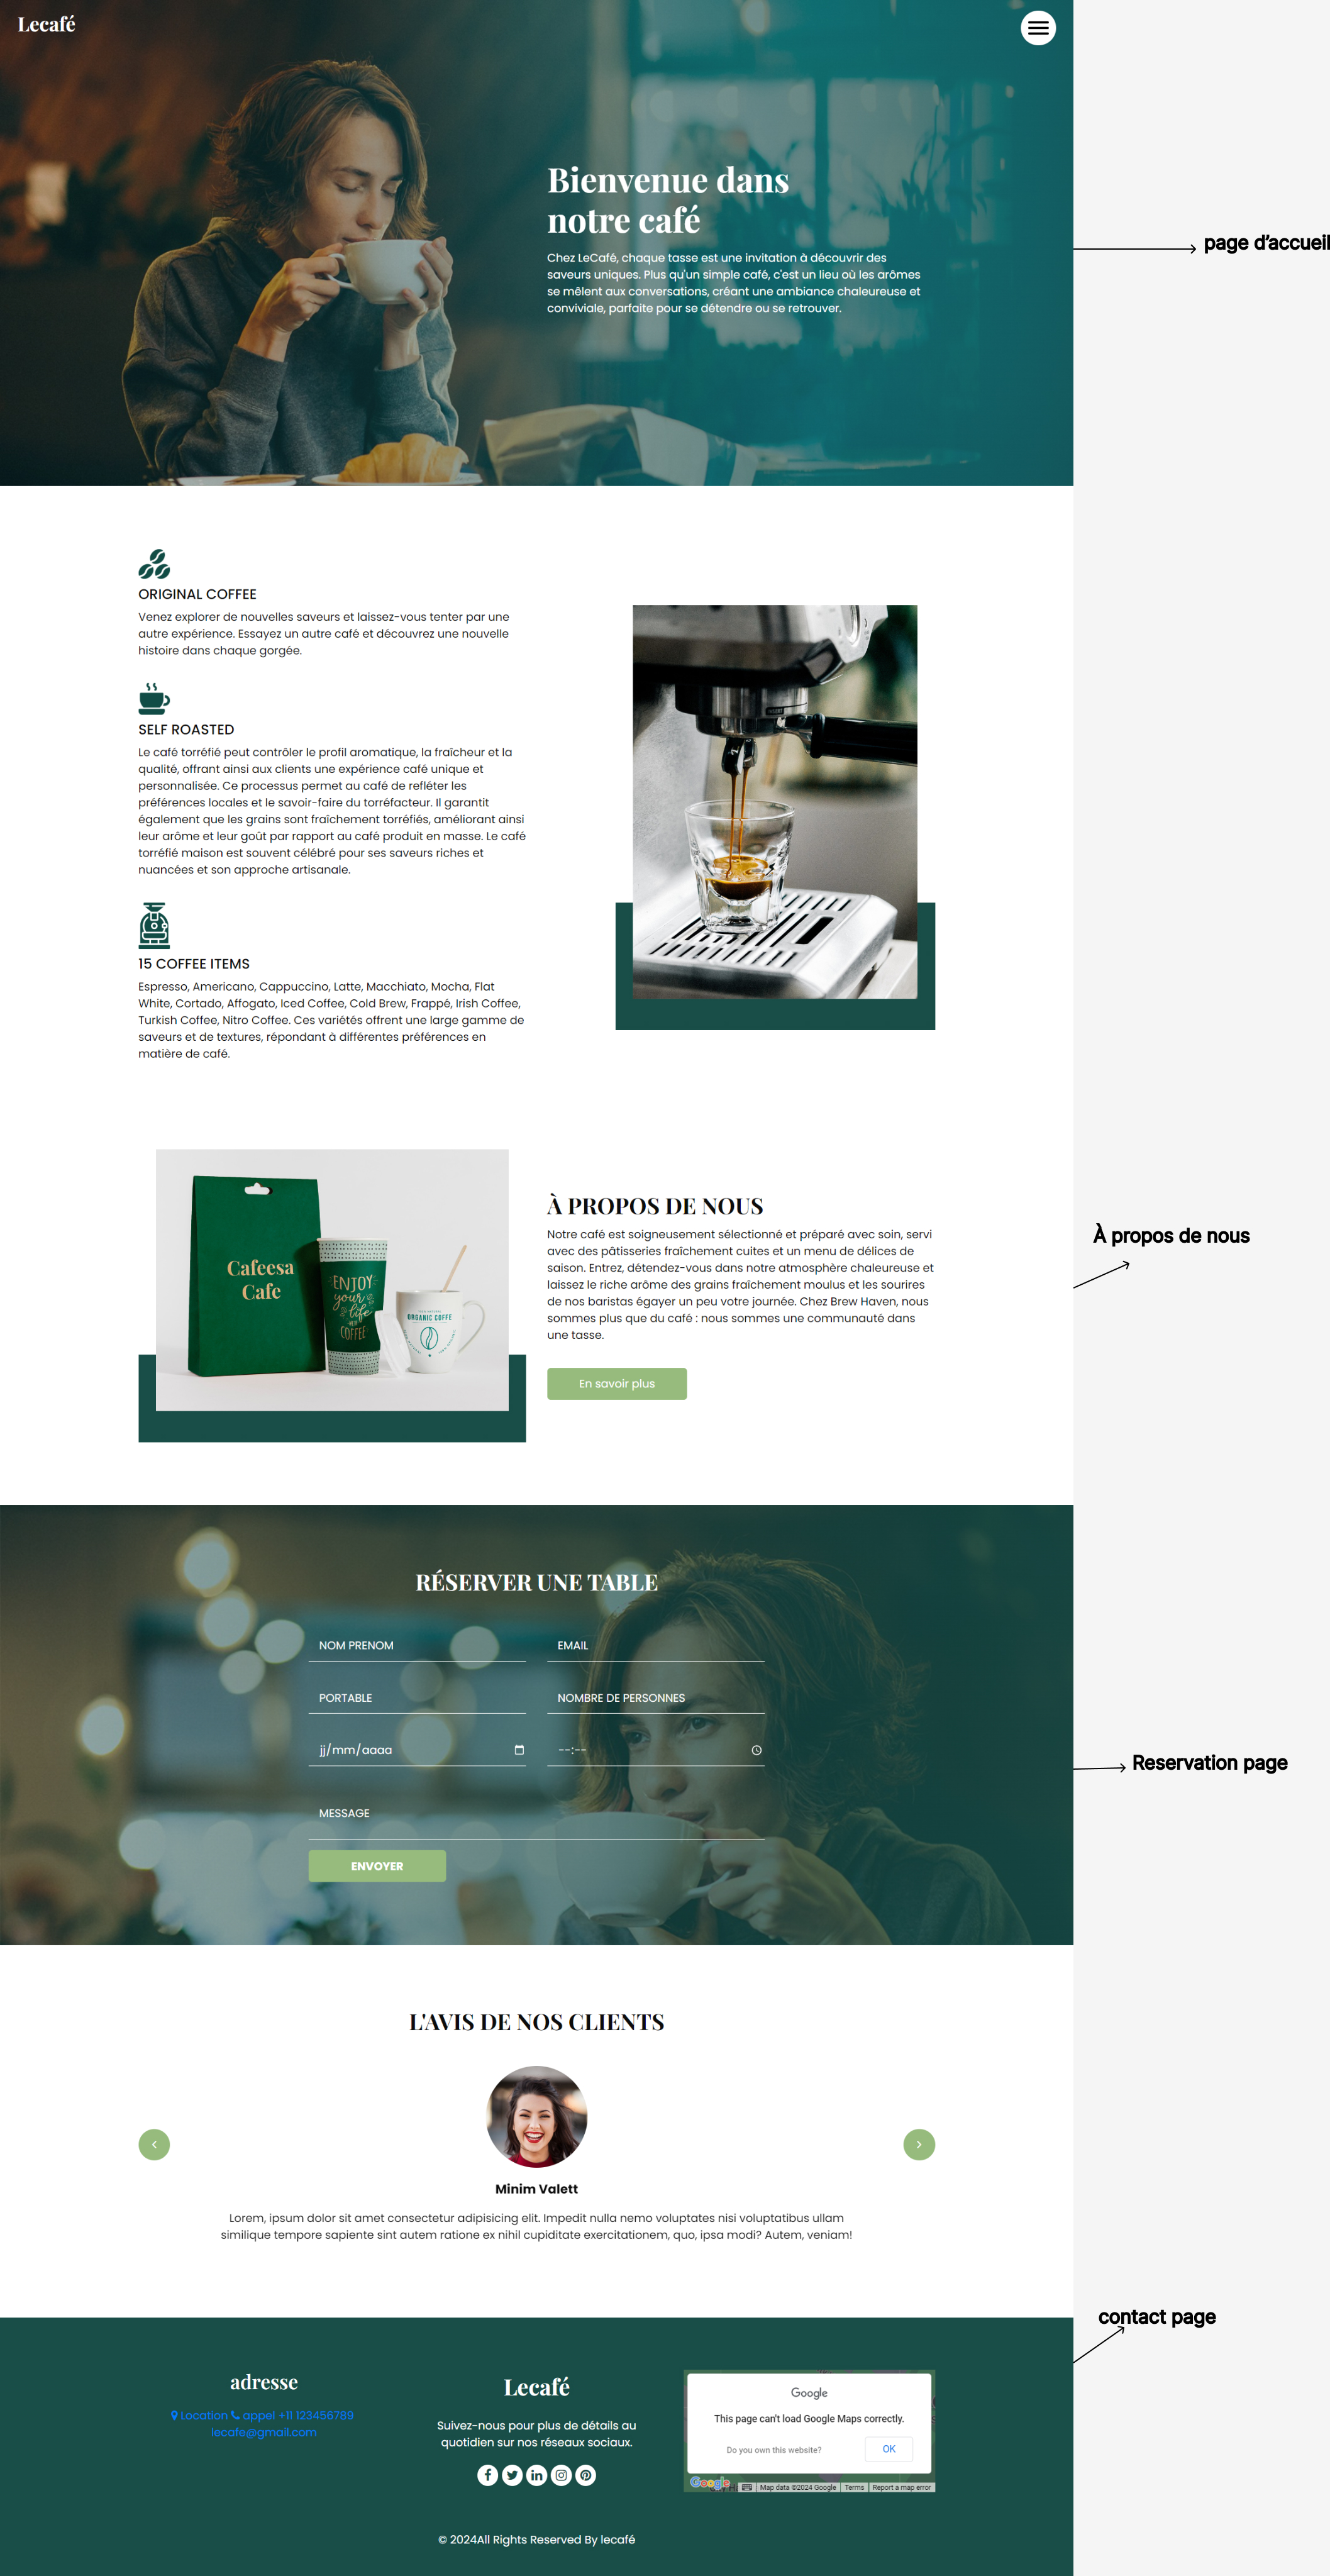 Lecafé
Bienvenue dans
notre café
Chez LeCafé, chaque tasse est une invitation à découvrir des
saveurs uniques. Plus qu'un simple café, c'est un lieu où les arômes
se mêlent aux conversations, créant une ambiance chaleureuse et
conviviale, parfaite pour se détendre ou se retrouver.
page d'accueil
ORIGINAL COFFEE
Venez explorer de nouvelles saveurs et laissez-vous tenter par une
autre expérience. Essayez un autre café et découvrez une nouvelle
histoire dans chaque gorgée.
SELF ROASTED
Le café torréfié peut contrôler le profil aromatique, la fraîcheur et la
qualité, offrant ainsi aux clients une expérience café unique et
personnalisée. Ce processus permet au café de refléter les
préférences locales et le savoir-faire du torréfacteur. Il garantit
également que les grains sont fraîchement torréfiés, améliorant ainsi
leur arôme et leur goût par rapport au café produit en masse. Le café
torréfié maison est souvent célébré pour ses saveurs riches et
nuancées et son approche artisanale.
15 COFFEE ITEMS
Espresso, Americano, Cappuccino, Latte, Macchiato, Mocha, Flat
White, Cortado, Affogato, Iced Coffee, Cold Brew, Frappé, Irish Coffee,
Turkish Coffee, Nitro Coffee. Ces variétés offrent une large gamme de
saveurs et de textures, répondant à différentes préférences en
matière de café.
Cafeesa
Cafe
ENJOY
your
life
COFFEE
ORGANIC COFFE
À PROPOS DE NOUS
Notre café est soigneusement sélectionné et préparé avec soin, servi
avec des pâtisseries fraîchement cuites et un menu de délices de
saison. Entrez, détendez-vous dans notre atmosphère chaleureuse et
laissez le riche arôme des grains fraîchement moulus et les sourires
de nos baristas égayer un peu votre journée. Chez Brew Haven, nous
sommes plus que du café : nous sommes une communauté dans
une tasse.
En savoir plus
À propos de nous
RÉSERVER UNE TABLE
NOM PRENOM
EMAIL
PORTABLE
NOMBRE DE PERSONNES
jj/mm/aaaa
--:--
MESSAGE
ENVOYER
Reservation page
L'AVIS DE NOS CLIENTS
Minim Valett
Lorem, ipsum dolor sit amet consectetur adipisicing elit. Impedit nulla nemo voluptates nisi voluptatibus ullam
similique tempore sapiente sint autem ratione ex nihil cupiditate exercitationem, quo, ipsa modi? Autem, veniam!
contact page
adresse
Location appel +11 123456789
lecafe@gmail.com
Lecafé
Suivez-nous pour plus de détails au
quotidien sur nos réseaux sociaux.
Google
This page can't load Google Maps correctly.
Do you own this website?
OK
Google
Map data ©2024 Google
Terms
Report a map error
© 2024All Rights Reserved By lecafé